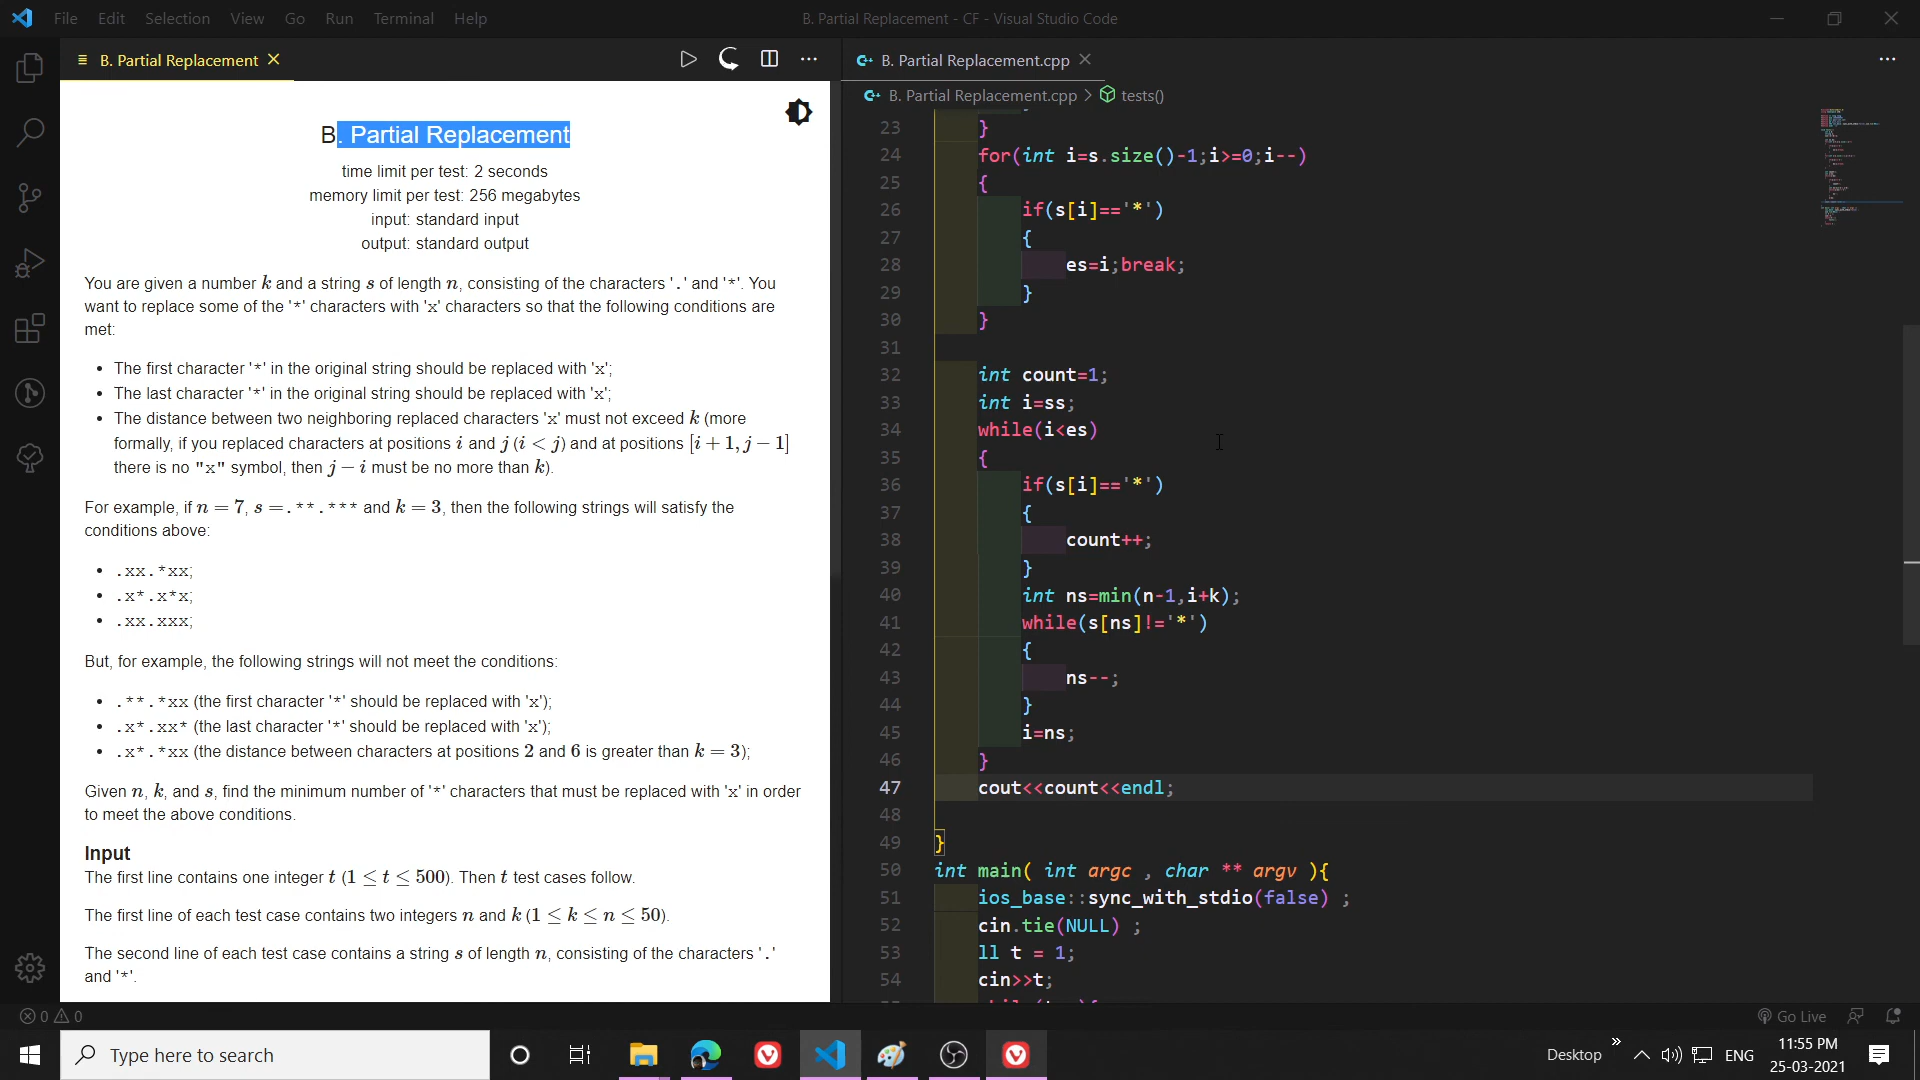 File Edit Selection View Go Run Terminal Help
B. Partial Replacement - CF - Visual Studio Code
B. Partial Replacement
B. Partial Replacement
time limit per test: 2 seconds
memory limit per test: 256 megabytes
input: standard input
output: standard output
You are given a number k and a string s of length n, consisting of the characters '.' and '*'. You
want to replace some of the '*' characters with 'x' characters so that the following conditions are
met:
• The first character '*' in the original string should be replaced with 'x';
• The last character '*' in the original string should be replaced with 'x';
• The distance between two neighboring replaced characters 'x' must not exceed k (more
formally, if you replaced characters at positions i and j (i < j) and at positions [i + 1, j − 1]
there is no "x" symbol, then j − i must be no more than k).
For example, if n = 7, s =.**.*** and k = 3, then the following strings will satisfy the
conditions above:
• .xx.*xx;
• .x*.x*x;
• .xx.xxx;
But, for example, the following strings will not meet the conditions:
• .**.*xx (the first character '*' should be replaced with 'x');
• .x*.xx* (the last character '*' should be replaced with 'x');
• .x*.*xx (the distance between characters at positions 2 and 6 is greater than k = 3);
Given n, k, and s, find the minimum number of '*' characters that must be replaced with 'x' in order
to meet the above conditions.
Input
The first line contains one integer t (1 ≤ t ≤ 500). Then t test cases follow.
The first line of each test case contains two integers n and k (1 ≤ k ≤ n ≤ 50).
The second line of each test case contains a string s of length n, consisting of the characters '.'
and '*'.
B. Partial Replacement.cpp
B. Partial Replacement.cpp > tests()
23 }
24 for(int i=s.size()-1;i>=0;i--)
25 {
26 if(s[i]=='*')
27 {
28 es=i;break;
29 }
30 }
31
32 int count=1;
33 int i=ss;
34 while(i<es)
35 {
36 if(s[i]=='*')
37 {
38 count++;
39 }
40 int ns=min(n-1,i+k);
41 while(s[ns]!='*')
42 {
43 ns--;
44 }
45 i=ns;
46 }
47 cout<<count<<endl;
48
49 }
50 int main( int argc , char ** argv ){
51 ios_base::sync_with_stdio(false) ;
52 cin.tie(NULL) ;
53 ll t = 1;
54 cin>>t;
0 0
Go Live
Type here to search
Desktop
ENG
11:55 PM
25-03-2021